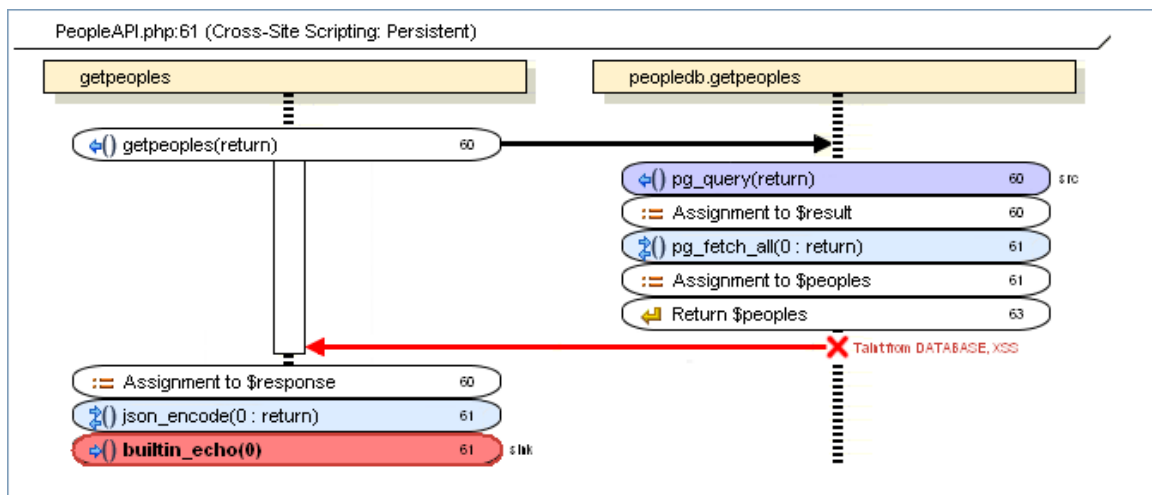 PeopleAPI.php:61 (Cross-Site Scripting: Persistent)
getpeoples
peopledb.getpeoples
getpeoples(return) 60
pg_query(return) 60 src
:= Assignment to $result 60
pg_fetch_all(0 : return) 61
:= Assignment to $peoples 61
Return $peoples 63
Taint from DATABASE, XSS
:= Assignment to $response 60
json_encode(0 : return) 61
builtin_echo(0) 61 sink